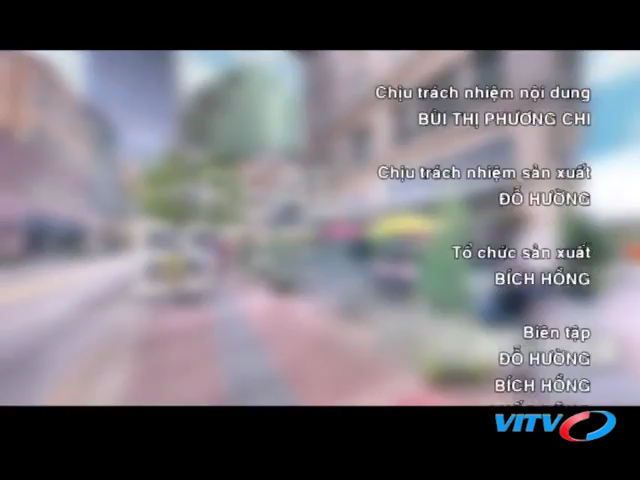 Chịu trách nhiệm nội dung
BÙI THỊ PHƯƠNG CHI
Chịu trách nhiệm sản xuất
ĐỖ HƯỜNG
Tổ chức sản xuất
BÍCH HỒNG
Biên tập
ĐỖ HƯỜNG
BÍCH HỒNG
VITV